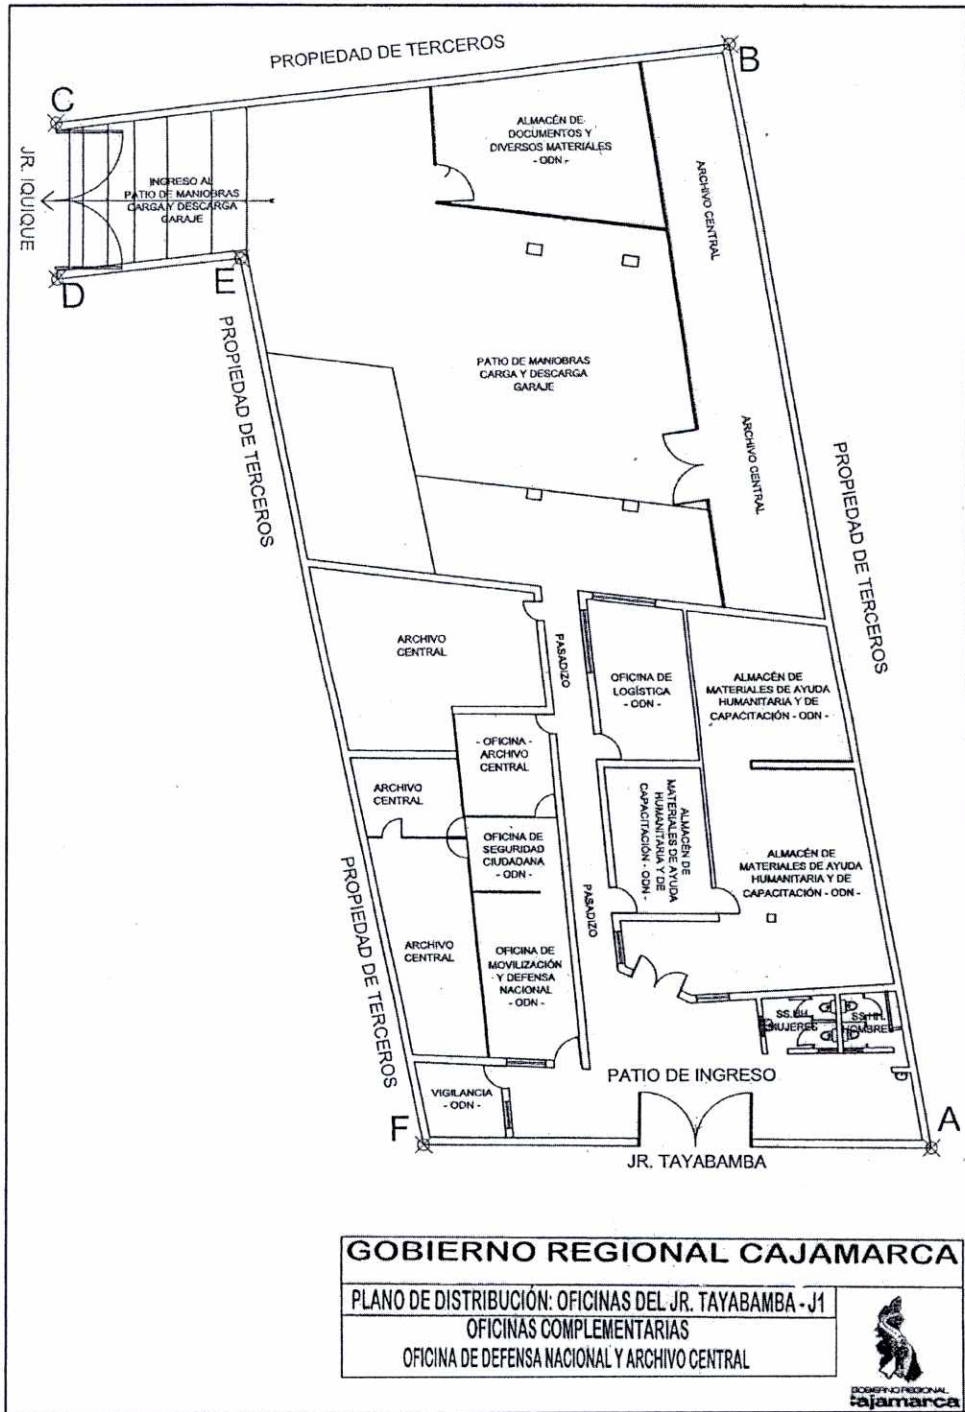 PROPIEDAD DE TERCEROS
B
C
ALMACÉN DE
DOCUMENTOS Y
DIVERSOS MATERIALES
- ODN -
JR. IQUIQUE
INGRESO AL
PATIO DE MANIOBRAS
CARGA Y DESCARGA
GARAJE
ARCHIVO CENTRAL
D
E
PROPIEDAD DE TERCEROS
PATIO DE MANIOBRAS
CARGA Y DESCARGA
GARAJE
ARCHIVO CENTRAL
PROPIEDAD DE TERCEROS
ARCHIVO
CENTRAL
PASADIZO
OFICINA DE
LOGÍSTICA
- ODN -
ALMACÉN DE
MATERIALES DE AYUDA
HUMANITARIA Y DE
CAPACITACIÓN - ODN -
- OFICINA -
ARCHIVO
CENTRAL
ARCHIVO
CENTRAL
ALMACÉN DE
MATERIALES DE AYUDA
HUMANITARIA Y DE
CAPACITACIÓN - ODN -
OFICINA DE
SEGURIDAD
CIUDADANA
- ODN -
ALMACÉN DE
MATERIALES DE AYUDA
HUMANITARIA Y DE
CAPACITACIÓN - ODN -
PROPIEDAD DE TERCEROS
PASADIZO
ARCHIVO
CENTRAL
OFICINA DE
MOVILIZACIÓN
Y DEFENSA
NACIONAL
- ODN -
SS.HH.
MUJERES
SS.HH.
HOMBRES
PATIO DE INGRESO
VIGILANCIA
- ODN -
F
A
JR. TAYABAMBA
GOBIERNO REGIONAL CAJAMARCA
PLANO DE DISTRIBUCIÓN: OFICINAS DEL JR. TAYABAMBA - J1
OFICINAS COMPLEMENTARIAS
OFICINA DE DEFENSA NACIONAL Y ARCHIVO CENTRAL
GOBIERNO REGIONAL
Cajamarca